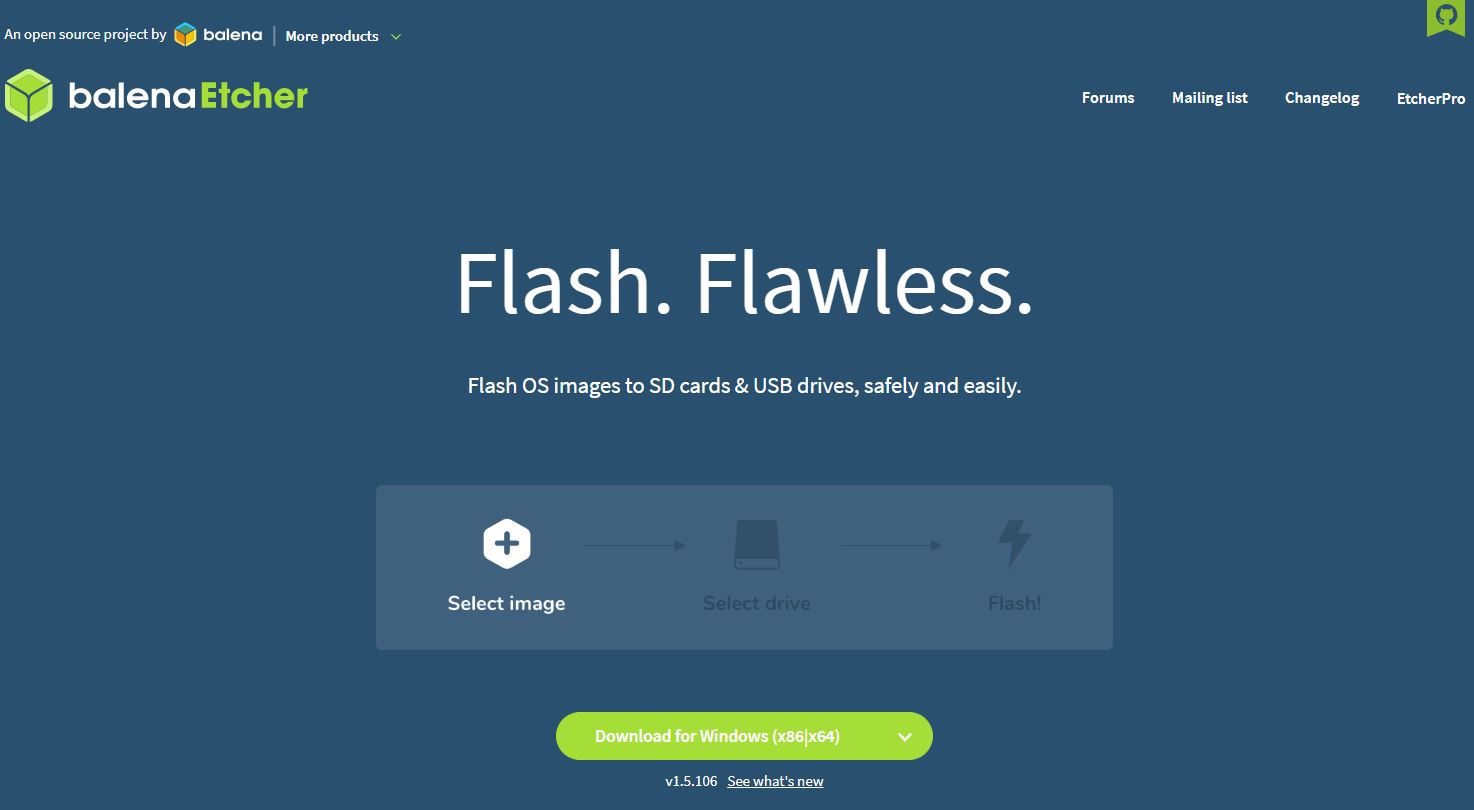 An open source project by balena | More products
balenaEtcher
Forums Mailing list Changelog EtcherPro
Flash. Flawless.
Flash OS images to SD cards & USB drives, safely and easily.
Select image Select drive Flash!
Download for Windows (x86|x64)
v1.5.106 See what's new